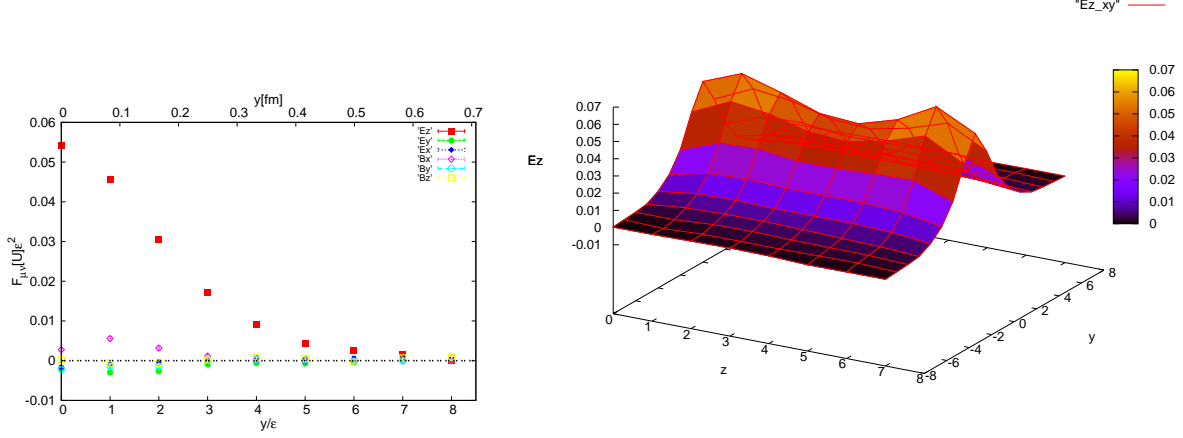 y[fm]
0 0.1 0.2 0.3 0.4 0.5 0.6 0.7
0.06
0.05
0.04
0.03
0.02
0.01
0
-0.01
F_{μν}[U]ε²
'Ez'
'Ey'
'Ex'
'Bx'
'By'
'Bz'
0 1 2 3 4 5 6 7 8
y/ε
"Ez_xy"
Ez
0.07
0.06
0.05
0.04
0.03
0.02
0.01
0
-0.01
0 1 2 3 4 5 6 7 8
z
-8 -6 -4 -2 0 2 4 6 8
y
0.07
0.06
0.05
0.04
0.03
0.02
0.01
0